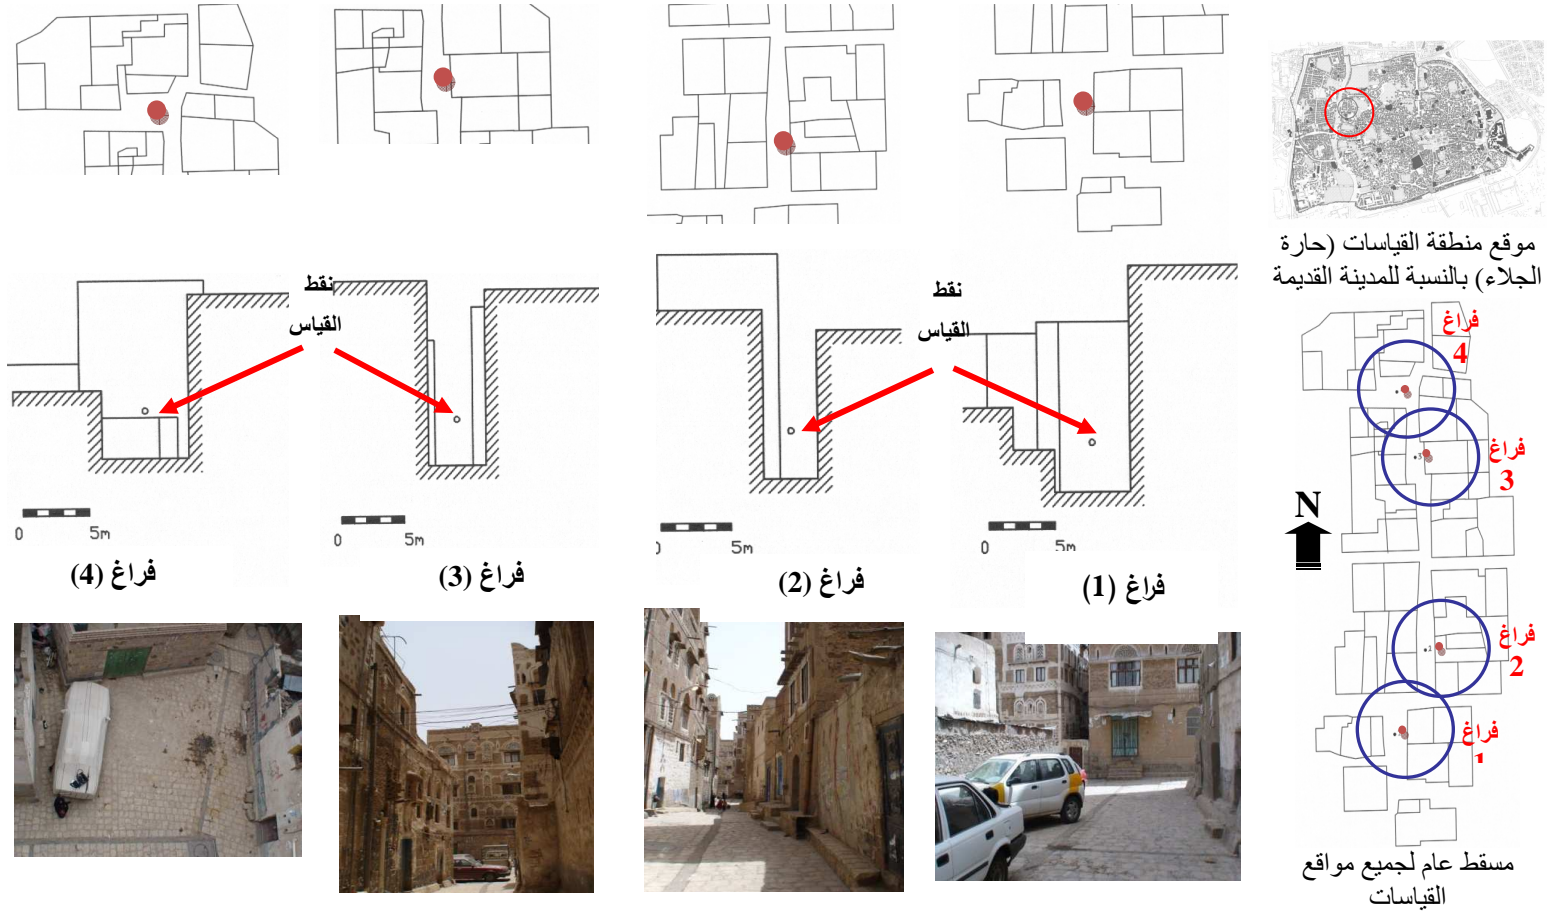 موقع منطقة القياسات (حارة
الجلاء) بالنسبة للمدينة القديمة
نقط
القياس
نقط
القياس
0 5m
0 5m
0 5m
0 5m
فراغ (1)
فراغ (2)
فراغ (3)
فراغ (4)
فراغ
4
فراغ
3
N
فراغ
2
فراغ
1
مسقط عام لجميع مواقع
القياسات